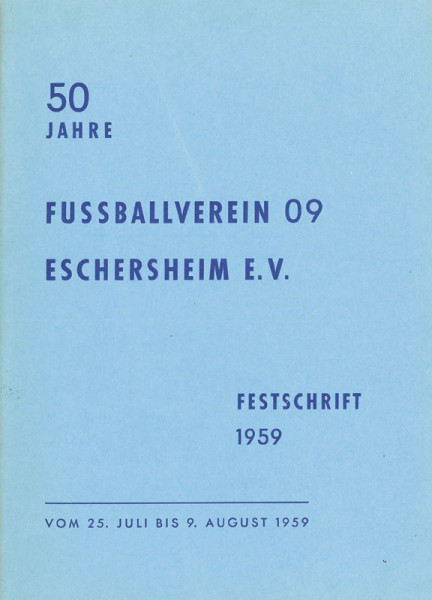 50
JAHRE
FUSSBALLVEREIN 09
ESCHERSHEIM E.V.
FESTSCHRIFT
1959
VOM 25. JULI BIS 9. AUGUST 1959